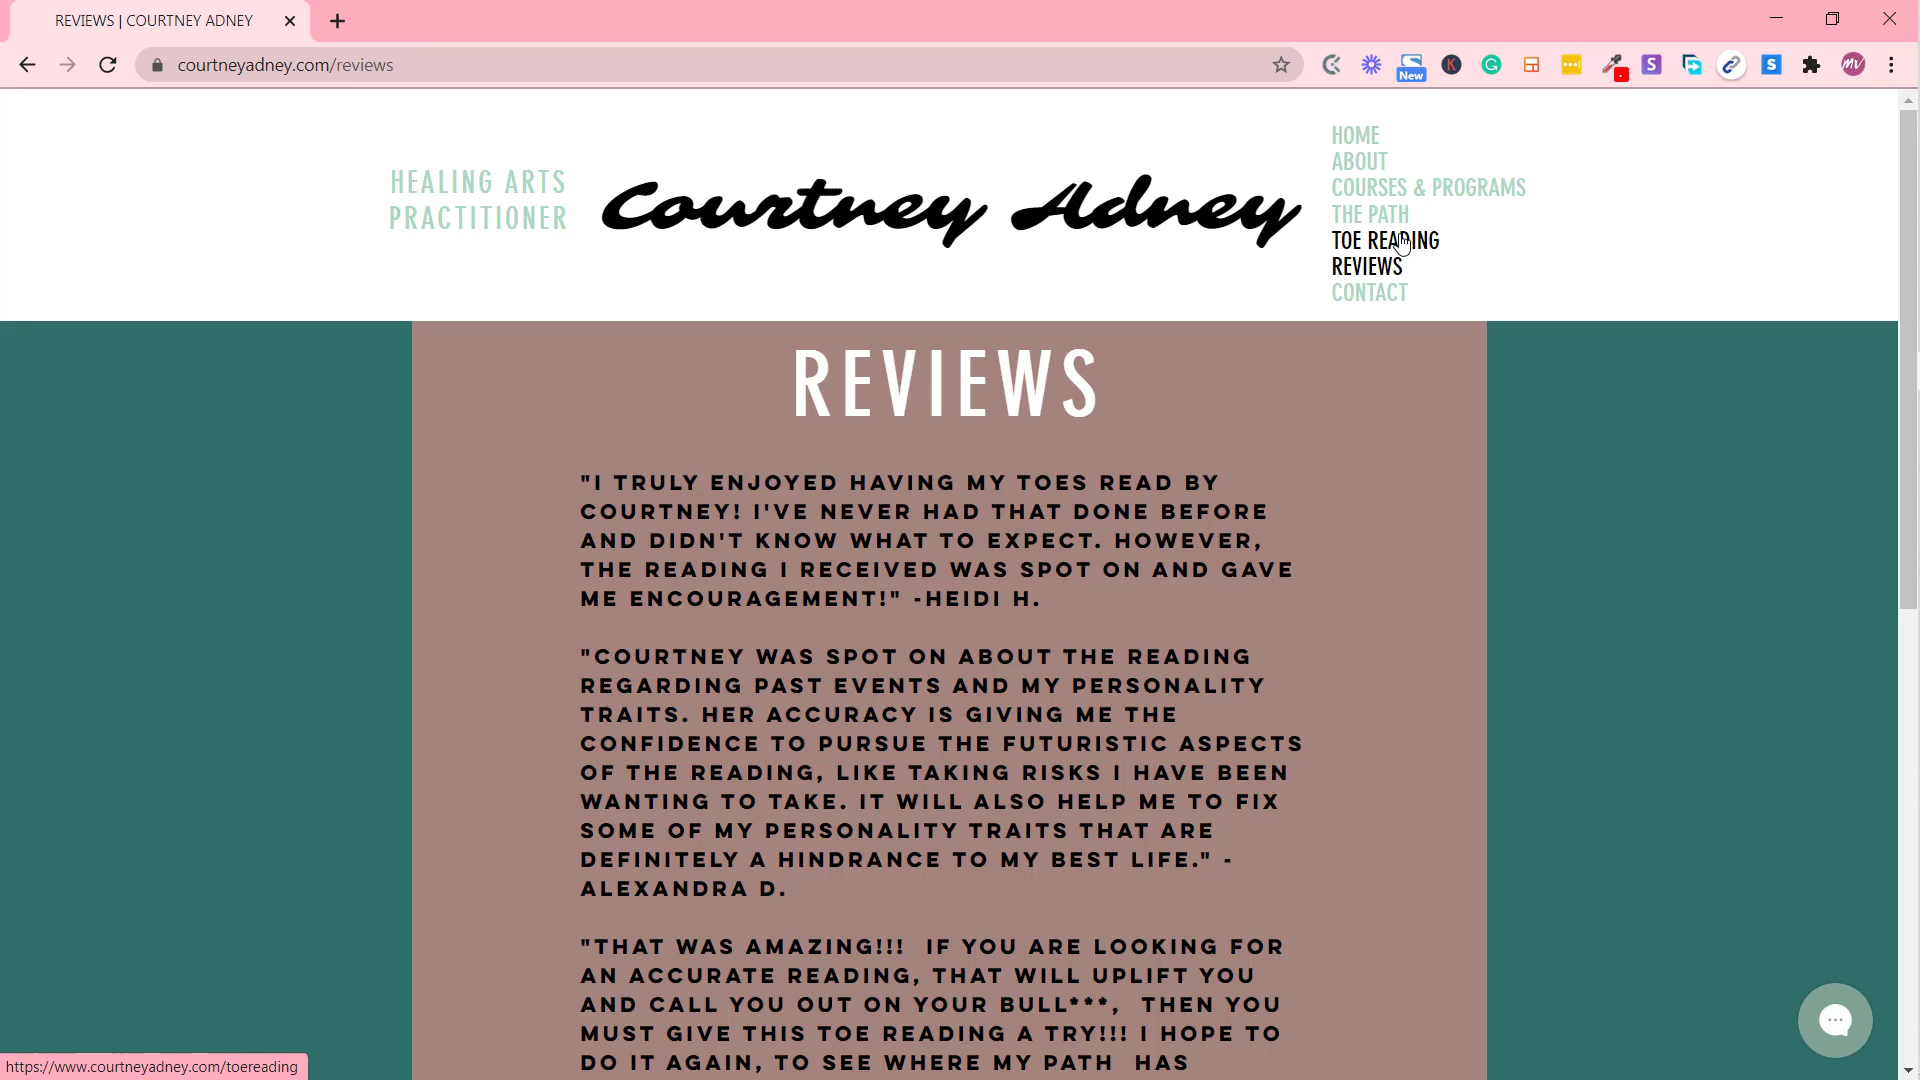 REVIEWS | COURTNEY ADNEY
courtneyadney.com/reviews
New
K
G
S
S
MV
HEALING ARTS
PRACTITIONER
Courtney Adney
HOME
ABOUT
COURSES & PROGRAMS
THE PATH
TOE READING
REVIEWS
CONTACT
REVIEWS
"I TRULY ENJOYED HAVING MY TOES READ BY
COURTNEY! I'VE NEVER HAD THAT DONE BEFORE
AND DIDN'T KNOW WHAT TO EXPECT. HOWEVER,
THE READING I RECEIVED WAS SPOT ON AND GAVE
ME ENCOURAGEMENT!" -HEIDI H.
"COURTNEY WAS SPOT ON ABOUT THE READING
REGARDING PAST EVENTS AND MY PERSONALITY
TRAITS. HER ACCURACY IS GIVING ME THE
CONFIDENCE TO PURSUE THE FUTURISTIC ASPECTS
OF THE READING, LIKE TAKING RISKS I HAVE BEEN
WANTING TO TAKE. IT WILL ALSO HELP ME TO FIX
SOME OF MY PERSONALITY TRAITS THAT ARE
DEFINITELY A HINDRANCE TO MY BEST LIFE." -
ALEXANDRA D.
"THAT WAS AMAZING!!!  IF YOU ARE LOOKING FOR
AN ACCURATE READING, THAT WILL UPLIFT YOU
AND CALL YOU OUT ON YOUR BULL***,  THEN YOU
MUST GIVE THIS TOE READING A TRY!!! I HOPE TO
DO IT AGAIN, TO SEE WHERE MY PATH  HAS
https://www.courtneyadney.com/toereading